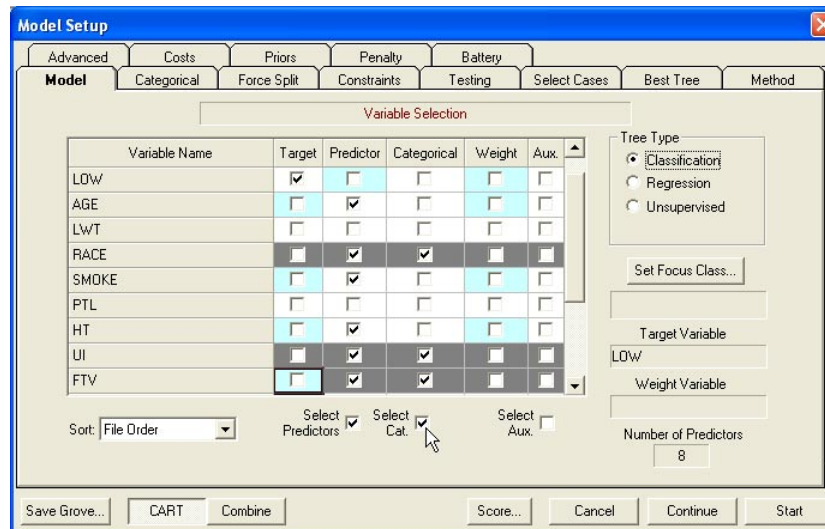 Model Setup
Advanced Costs Priors Penalty Battery
Model Categorical Force Split Constraints Testing Select Cases Best Tree Method
Variable Selection
Variable Name Target Predictor Categorical Weight Aux.
LOW
AGE
LWT
RACE
SMOKE
PTL
HT
UI
FTV
Sort: File Order
Select Predictors
Select Cat.
Select Aux.
Tree Type
Classification
Regression
Unsupervised
Set Focus Class...
Target Variable
LOW
Weight Variable
Number of Predictors
8
Save Grove... CART Combine Score... Cancel Continue Start